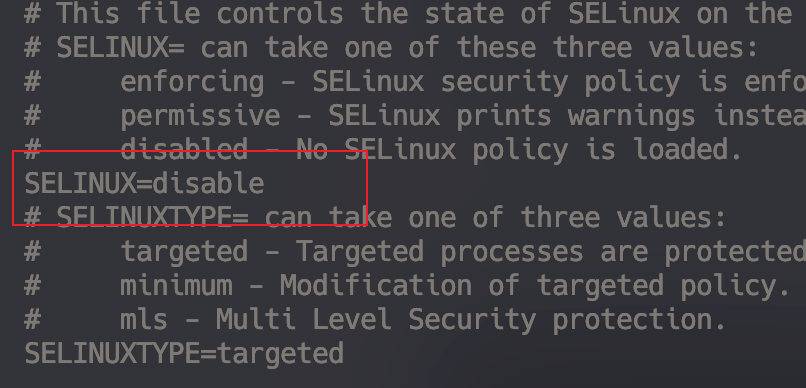 # This file controls the state of SELinux on the
# SELINUX= can take one of these three values:
#     enforcing - SELinux security policy is enfo
#     permissive - SELinux prints warnings instea
#     disabled - No SELinux policy is loaded.
SELINUX=disable
# SELINUXTYPE= can take one of three values:
#     targeted - Targeted processes are protected
#     minimum - Modification of targeted policy.
#     mls - Multi Level Security protection.
SELINUXTYPE=targeted